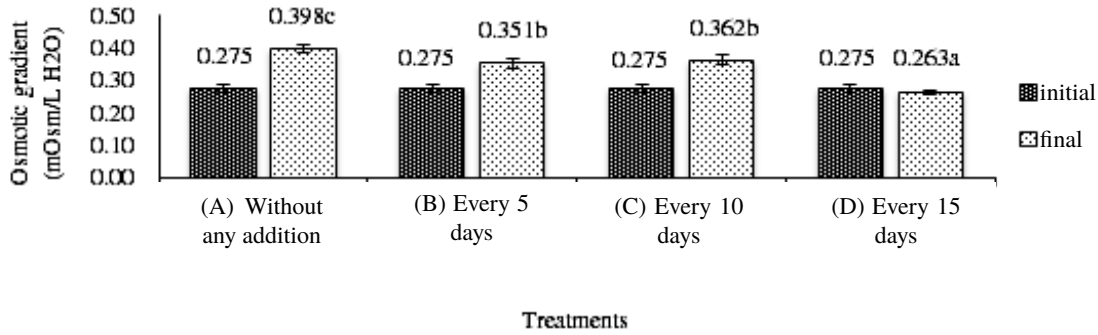 Osmotic gradient
(mOsm/L H2O)
0.50
0.40
0.30
0.20
0.10
0.00
0.275
0.398c
0.275
0.351b
0.275
0.362b
0.275
0.263a
initial
final
(A) Without
any addition
(B) Every 5
days
(C) Every 10
days
(D) Every 15
days
Treatments